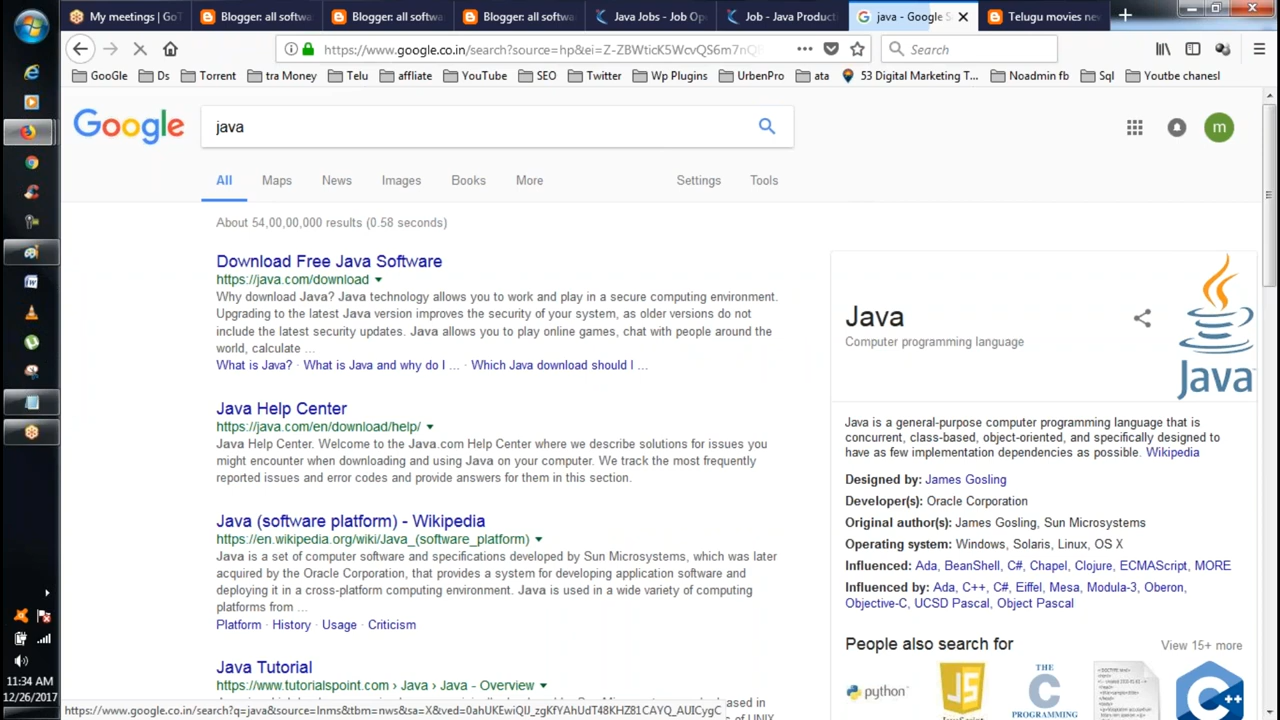 My meetings | GoT
Blogger: all softwa
Blogger: all softwa
Blogger: all softwa
Java Jobs - Job Op
Job - Java Product
java - Google S
Telugu movies ne
https://www.google.co.in/search?source=hp&ei=Z-ZBWticK5WcvQS6m7nQ
Search
GooGle
Ds
Torrent
tra Money
Telu
affliate
YouTube
SEO
Twitter
Wp Plugins
UrbenPro
ata
53 Digital Marketing T...
Noadmin fb
Sql
Youtbe chanesl
Google
java
m
All
Maps
News
Images
Books
More
Settings
Tools
About 54,00,00,000 results (0.58 seconds)
Download Free Java Software
https://java.com/download
Why download Java? Java technology allows you to work and play in a secure computing environment.
Upgrading to the latest Java version improves the security of your system, as older versions do not
include the latest security updates. Java allows you to play online games, chat with people around the
world, calculate ...
What is Java? · What is Java and why do I ... · Which Java download should I ...
Java Help Center
https://java.com/en/download/help/
Java Help Center. Welcome to the Java.com Help Center where we describe solutions for issues you
might encounter when downloading and using Java on your computer. We track the most frequently
reported issues and error codes and provide answers for them in this section.
Java (software platform) - Wikipedia
https://en.wikipedia.org/wiki/Java_(software_platform)
Java is a set of computer software and specifications developed by Sun Microsystems, which was later
acquired by the Oracle Corporation, that provides a system for developing application software and
deploying it in a cross-platform computing environment. Java is used in a wide variety of computing
platforms from ...
Platform · History · Usage · Criticism
Java Tutorial
https://www.tutorialspoint.com › Java › Java - Overview
used in
of UNIX
Java
Computer programming language
Java
Java is a general-purpose computer programming language that is
concurrent, class-based, object-oriented, and specifically designed to
have as few implementation dependencies as possible. Wikipedia
Designed by: James Gosling
Developer(s): Oracle Corporation
Original author(s): James Gosling, Sun Microsystems
Operating system: Windows, Solaris, Linux, OS X
Influenced: Ada, BeanShell, C#, Chapel, Clojure, ECMAScript, MORE
Influenced by: Ada, C++, C#, Eiffel, Mesa, Modula-3, Oberon,
Objective-C, UCSD Pascal, Object Pascal
People also search for
View 15+ more
python
JS
JavaScript
THE
C
PROGRAMMING
C++
11:34 AM
12/26/2017